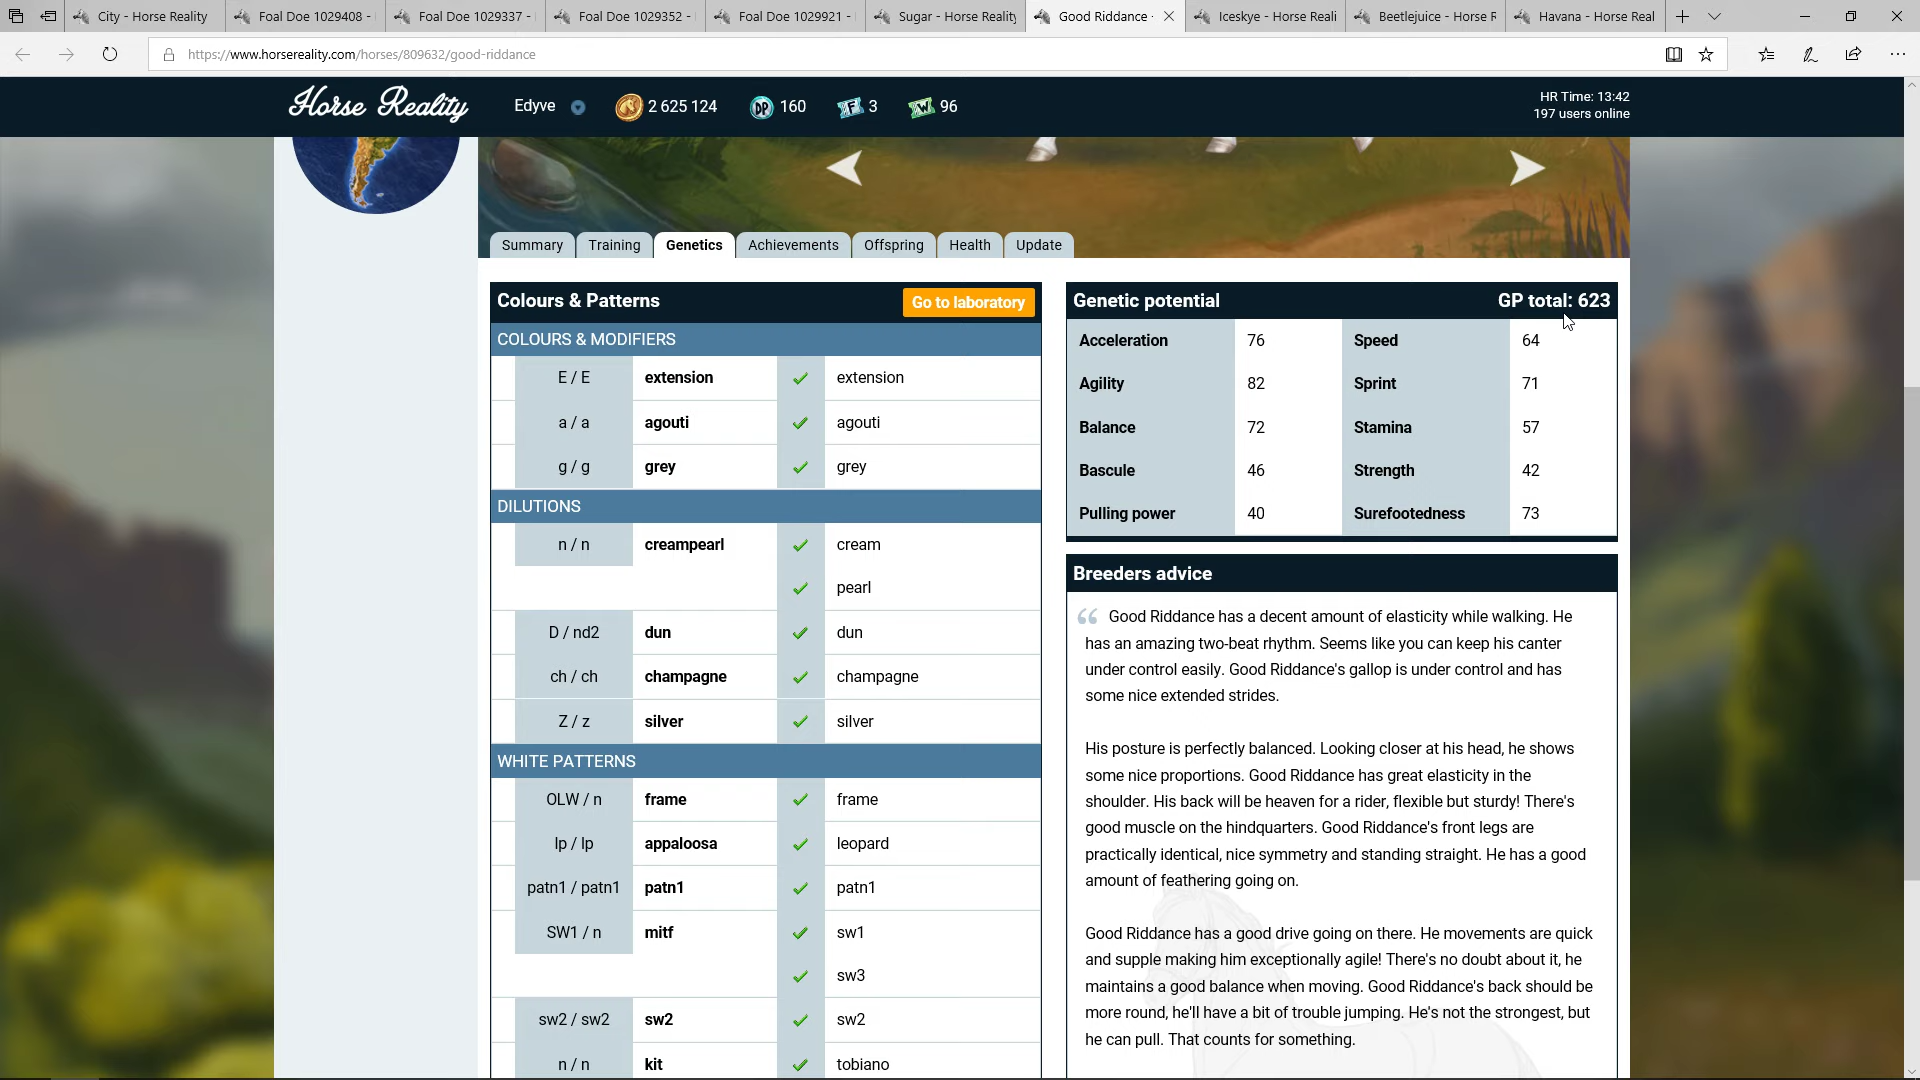 City - Horse Reality
Foal Doe 1029408 -
Foal Doe 1029337 -
Foal Doe 1029352 -
Foal Doe 1029921 -
Sugar - Horse Reality
Good Riddance -
Iceskye - Horse Reali
Beetlejuice - Horse R
Havana - Horse Real
https://www.horsereality.com/horses/809632/good-riddance
Horse Reality
Edyve
2 625 124
DP
160
F
3
W
96
HR Time: 13:42
197 users online
Summary
Training
Genetics
Achievements
Offspring
Health
Update
Colours & Patterns
Go to laboratory
COLOURS & MODIFIERS
E / E extension extension
a / a agouti agouti
g / g grey grey
DILUTIONS
n / n creampearl cream
pearl
D / nd2 dun dun
ch / ch champagne champagne
Z / z silver silver
WHITE PATTERNS
OLW / n frame frame
lp / lp appaloosa leopard
patn1 / patn1 patn1 patn1
SW1 / n mitf sw1
sw3
sw2 / sw2 sw2 sw2
n / n kit tobiano
Genetic potential GP total: 623
Acceleration 76 Speed 64
Agility 82 Sprint 71
Balance 72 Stamina 57
Bascule 46 Strength 42
Pulling power 40 Surefootedness 73
Breeders advice
“ Good Riddance has a decent amount of elasticity while walking. He
has an amazing two-beat rhythm. Seems like you can keep his canter
under control easily. Good Riddance's gallop is under control and has
some nice extended strides.
His posture is perfectly balanced. Looking closer at his head, he shows
some nice proportions. Good Riddance has great elasticity in the
shoulder. His back will be heaven for a rider, flexible but sturdy! There's
good muscle on the hindquarters. Good Riddance's front legs are
practically identical, nice symmetry and standing straight. He has a good
amount of feathering going on.
Good Riddance has a good drive going on there. He movements are quick
and supple making him exceptionally agile! There's no doubt about it, he
maintains a good balance when moving. Good Riddance's back should be
more round, he'll have a bit of trouble jumping. He's not the strongest, but
he can pull. That counts for something.